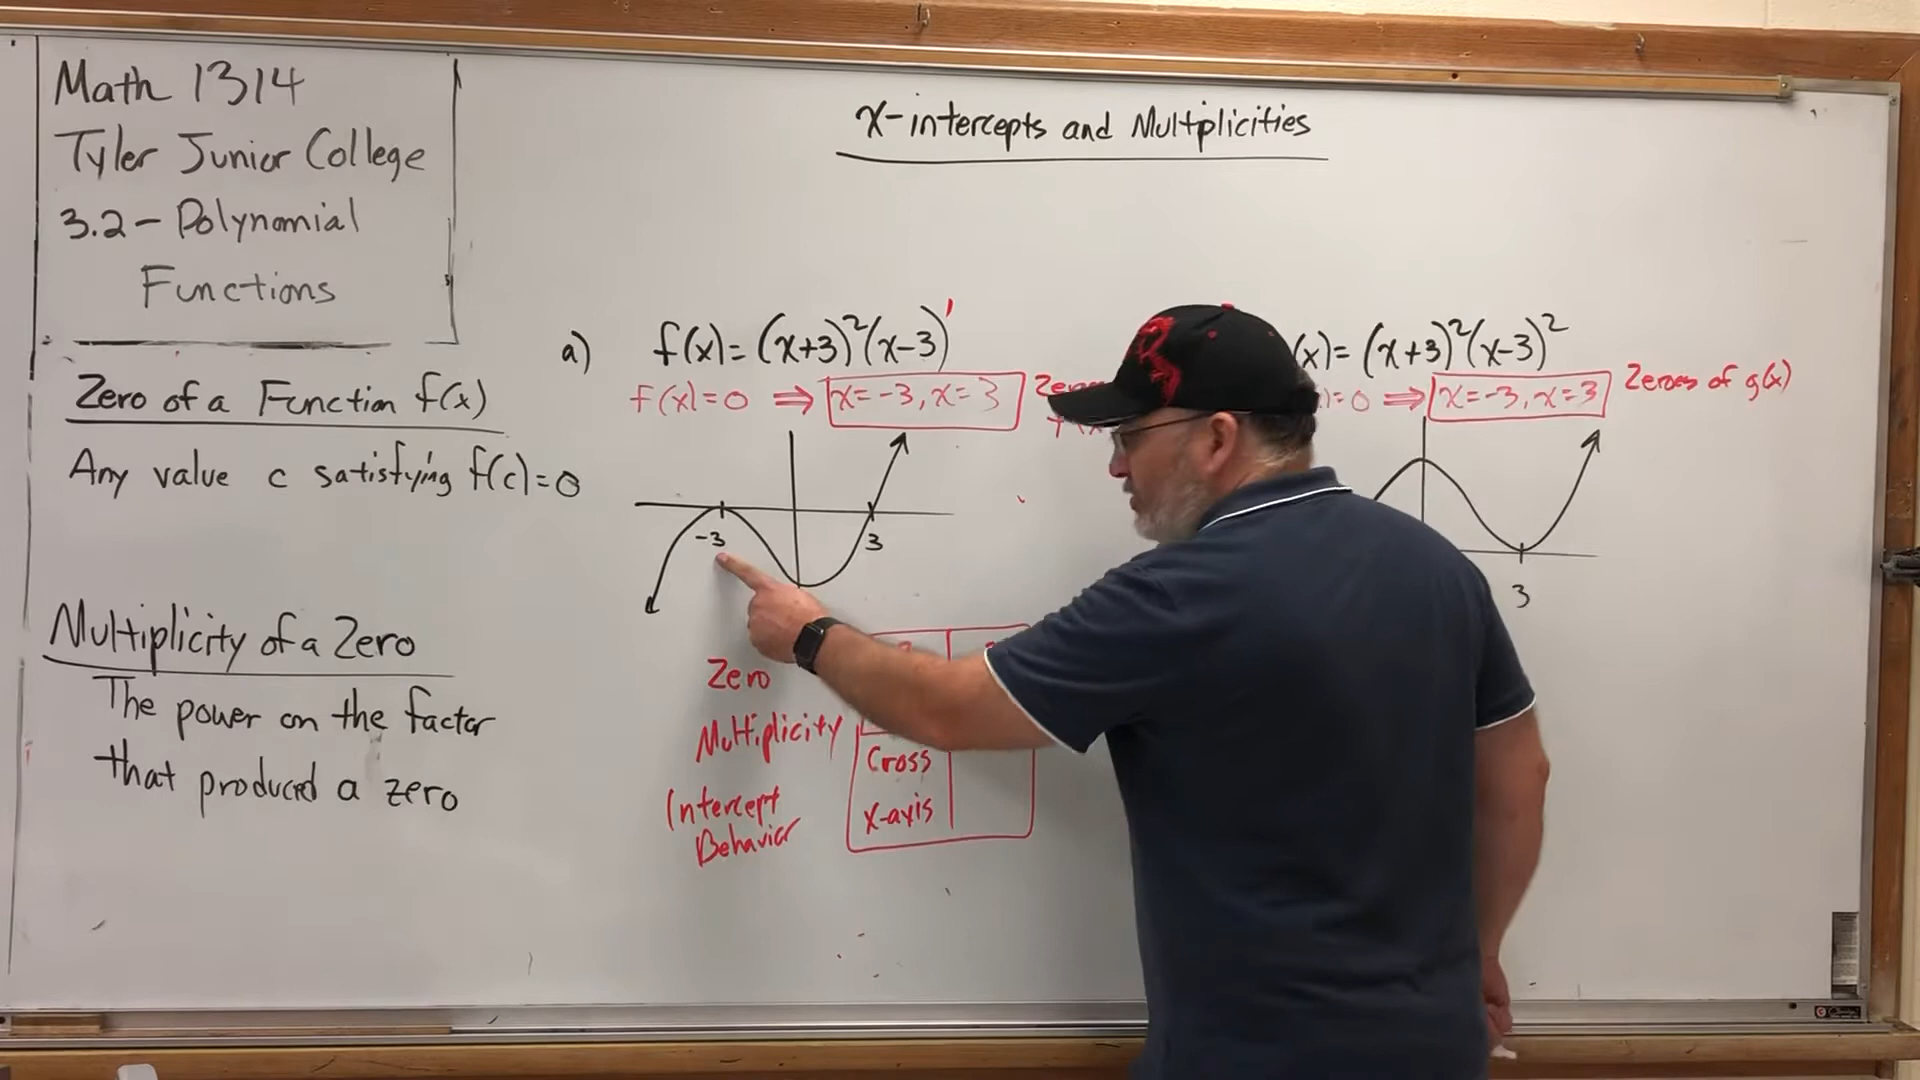 Math 1314
Tyler Junior College
3.2- Polynomial
Functions
Zero of a Function f(x)
Any value c satisfying f(c)=0
Multiplicity of a Zero
The power on the factor
that produced a zero
x-intercepts and Multiplicities
a) f(x)= (x+3)²(x-3)¹
f(x)=0 ⇒ x=-3, x=3
-3
3
Zero
Multiplicity
Intercept
Behavior
Cross
x-axis
(x)= (x+3)²(x-3)²
)=0 ⇒ x=-3, x=3 Zeroes of g(x)
3